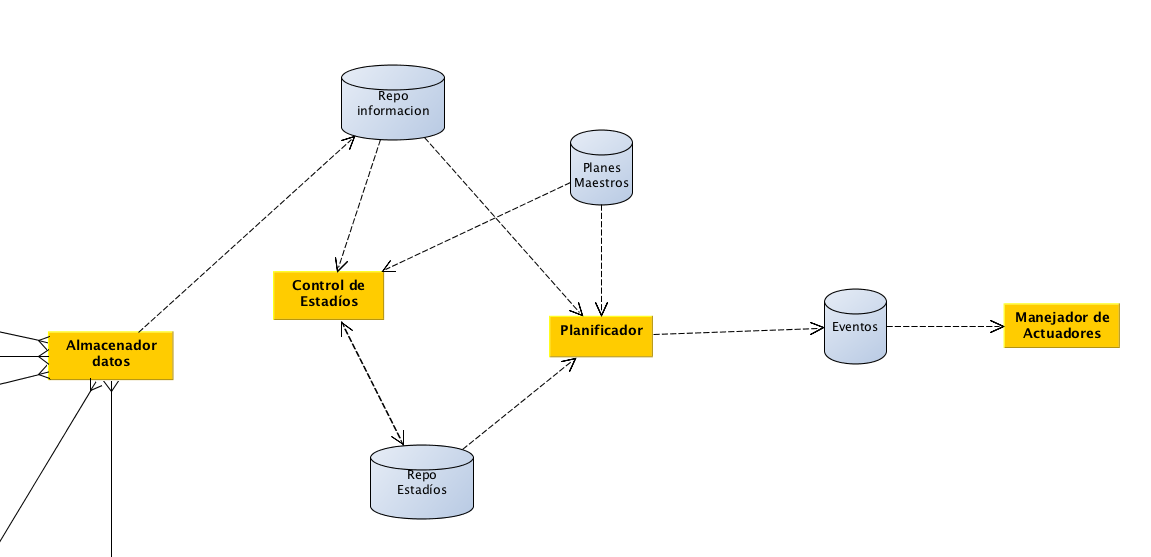 Repo
informacion
Planes
Maestros
Control de
Estadíos
Planificador
Eventos
Manejador de
Actuadores
Almacenador
datos
Repo
Estadíos